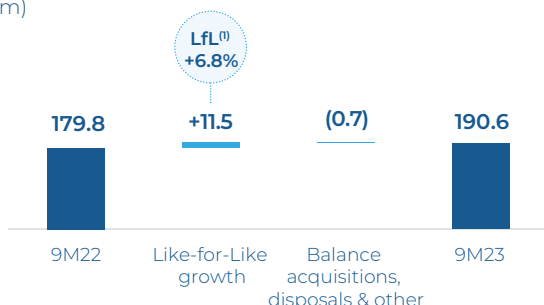 m)
LfL(1)
+6.8%
179.8
+11.5
(0.7)
190.6
9M22
Like-for-Like
growth
Balance
acquisitions,
disposals & other
9M23